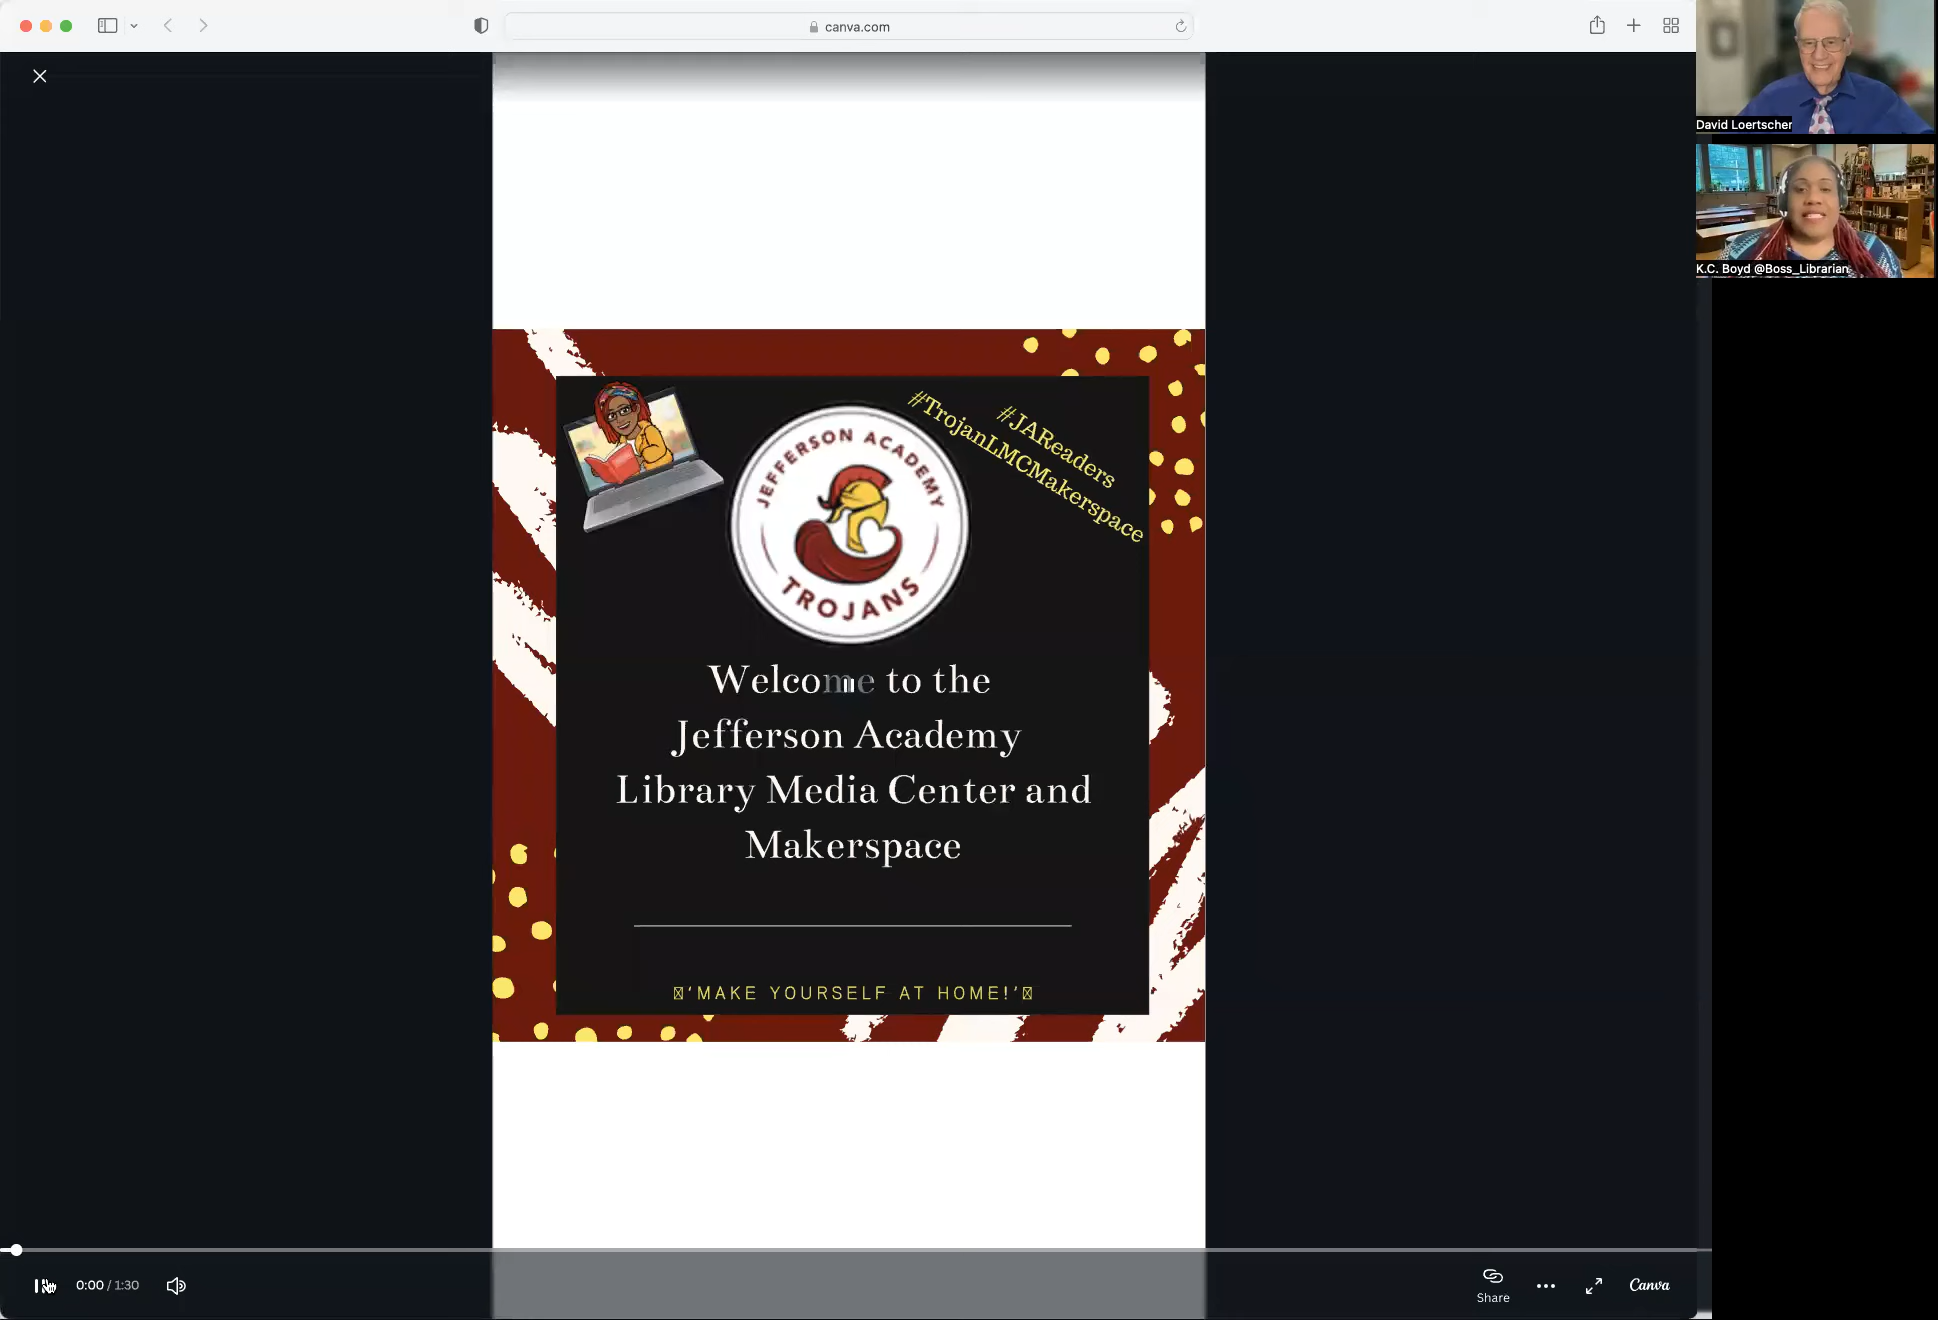 canva.com
David Loertscher
K.C. Boyd @Boss_Librarian
#JAReaders
#TrojanLMCMakerspace
JEFFERSON ACADEMY
TROJANS
Welcome to the
Jefferson Academy
Library Media Center and
Makerspace
‘MAKE YOURSELF AT HOME!’
0:00 / 1:30
Share
Canva